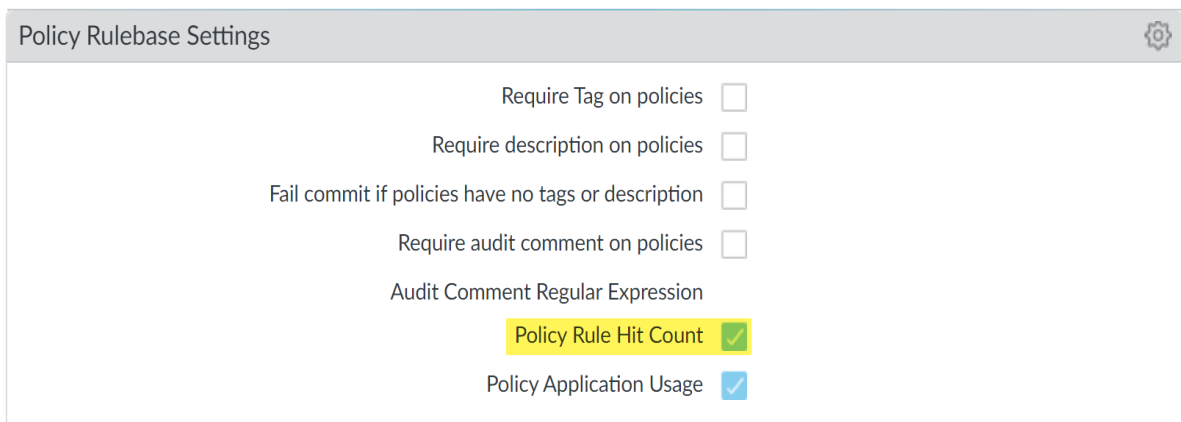 Policy Rulebase Settings
Require Tag on policies
Require description on policies
Fail commit if policies have no tags or description
Require audit comment on policies
Audit Comment Regular Expression
Policy Rule Hit Count
Policy Application Usage